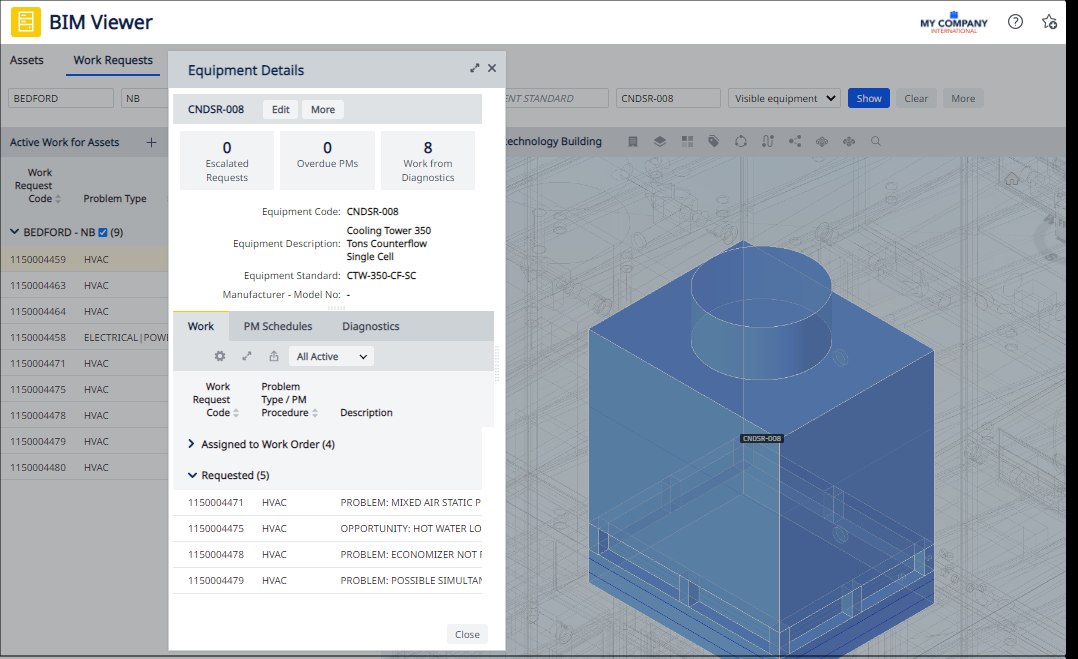 BIM Viewer
MY COMPANY
INTERNATIONAL
Assets
Work Requests
BEDFORD
NB
STANDARD
CNDSR-008
Visible equipment
Show
Clear
More
Active Work for Assets
Building
Work
Request
Code
Problem Type
BEDFORD - NB (9)
1150004459 HVAC
1150004463 HVAC
1150004464 HVAC
1150004458 ELECTRICAL|POW
1150004471 HVAC
1150004475 HVAC
1150004478 HVAC
1150004479 HVAC
1150004480 HVAC
Equipment Details
CNDSR-008
Edit
More
0
Escalated
Requests
0
Overdue PMs
8
Work from
Diagnostics
Equipment Code: CNDSR-008
Equipment Description: Cooling Tower 350
Tons Counterflow
Single Cell
Equipment Standard: CTW-350-CF-SC
Manufacturer - Model No: -
Work
PM Schedules
Diagnostics
All Active
Work
Request
Code
Problem
Type / PM
Procedure
Description
Assigned to Work Order (4)
Requested (5)
1150004471 HVAC PROBLEM: MIXED AIR STATIC P
1150004475 HVAC OPPORTUNITY: HOT WATER LO
1150004478 HVAC PROBLEM: ECONOMIZER NOT
1150004479 HVAC PROBLEM: POSSIBLE SIMULTAN
Close
CNDSR-008